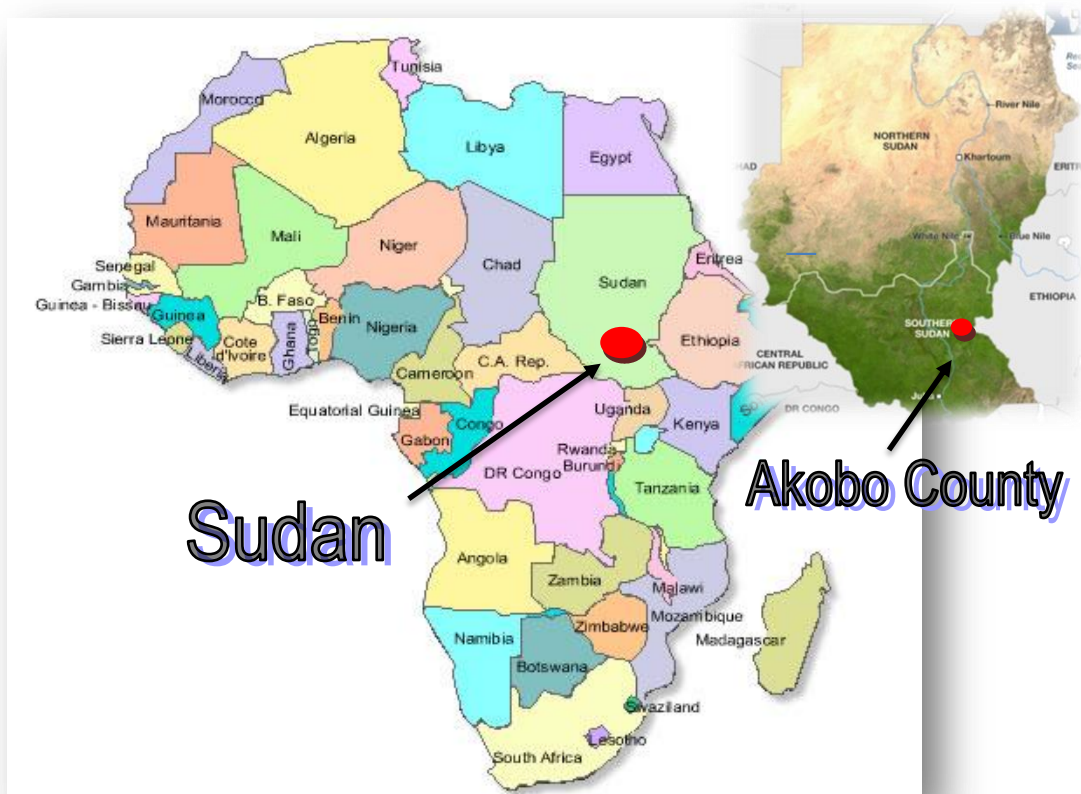 Tunisia
Morocco
Algeria
Libya
Egypt
Mauritania
Mali
Niger
Chad
Sudan
Eritrea
Senegal
Gambia
Guinea - Bissau
Guinea
B. Faso
Benin
Nigeria
Sierra Leone
Liberia
Cote
d'Ivoire
Ghana
Togo
Cameroon
C.A. Rep.
Ethiopia
Equatorial Guinea
Gabon
Congo
DR Congo
Uganda
Kenya
Rwanda
Burundi
Tanzania
Angola
Zambia
Malawi
Mozambique
Zimbabwe
Madagascar
Namibia
Botswana
Swaziland
Lesotho
South Africa
Sudan
River Nile
NORTHERN
SUDAN
Khartoum
White Nile
Blue Nile
ETHIOPIA
SOUTHERN
SUDAN
CENTRAL
AFRICAN REPUBLIC
DR CONGO
Akobo County